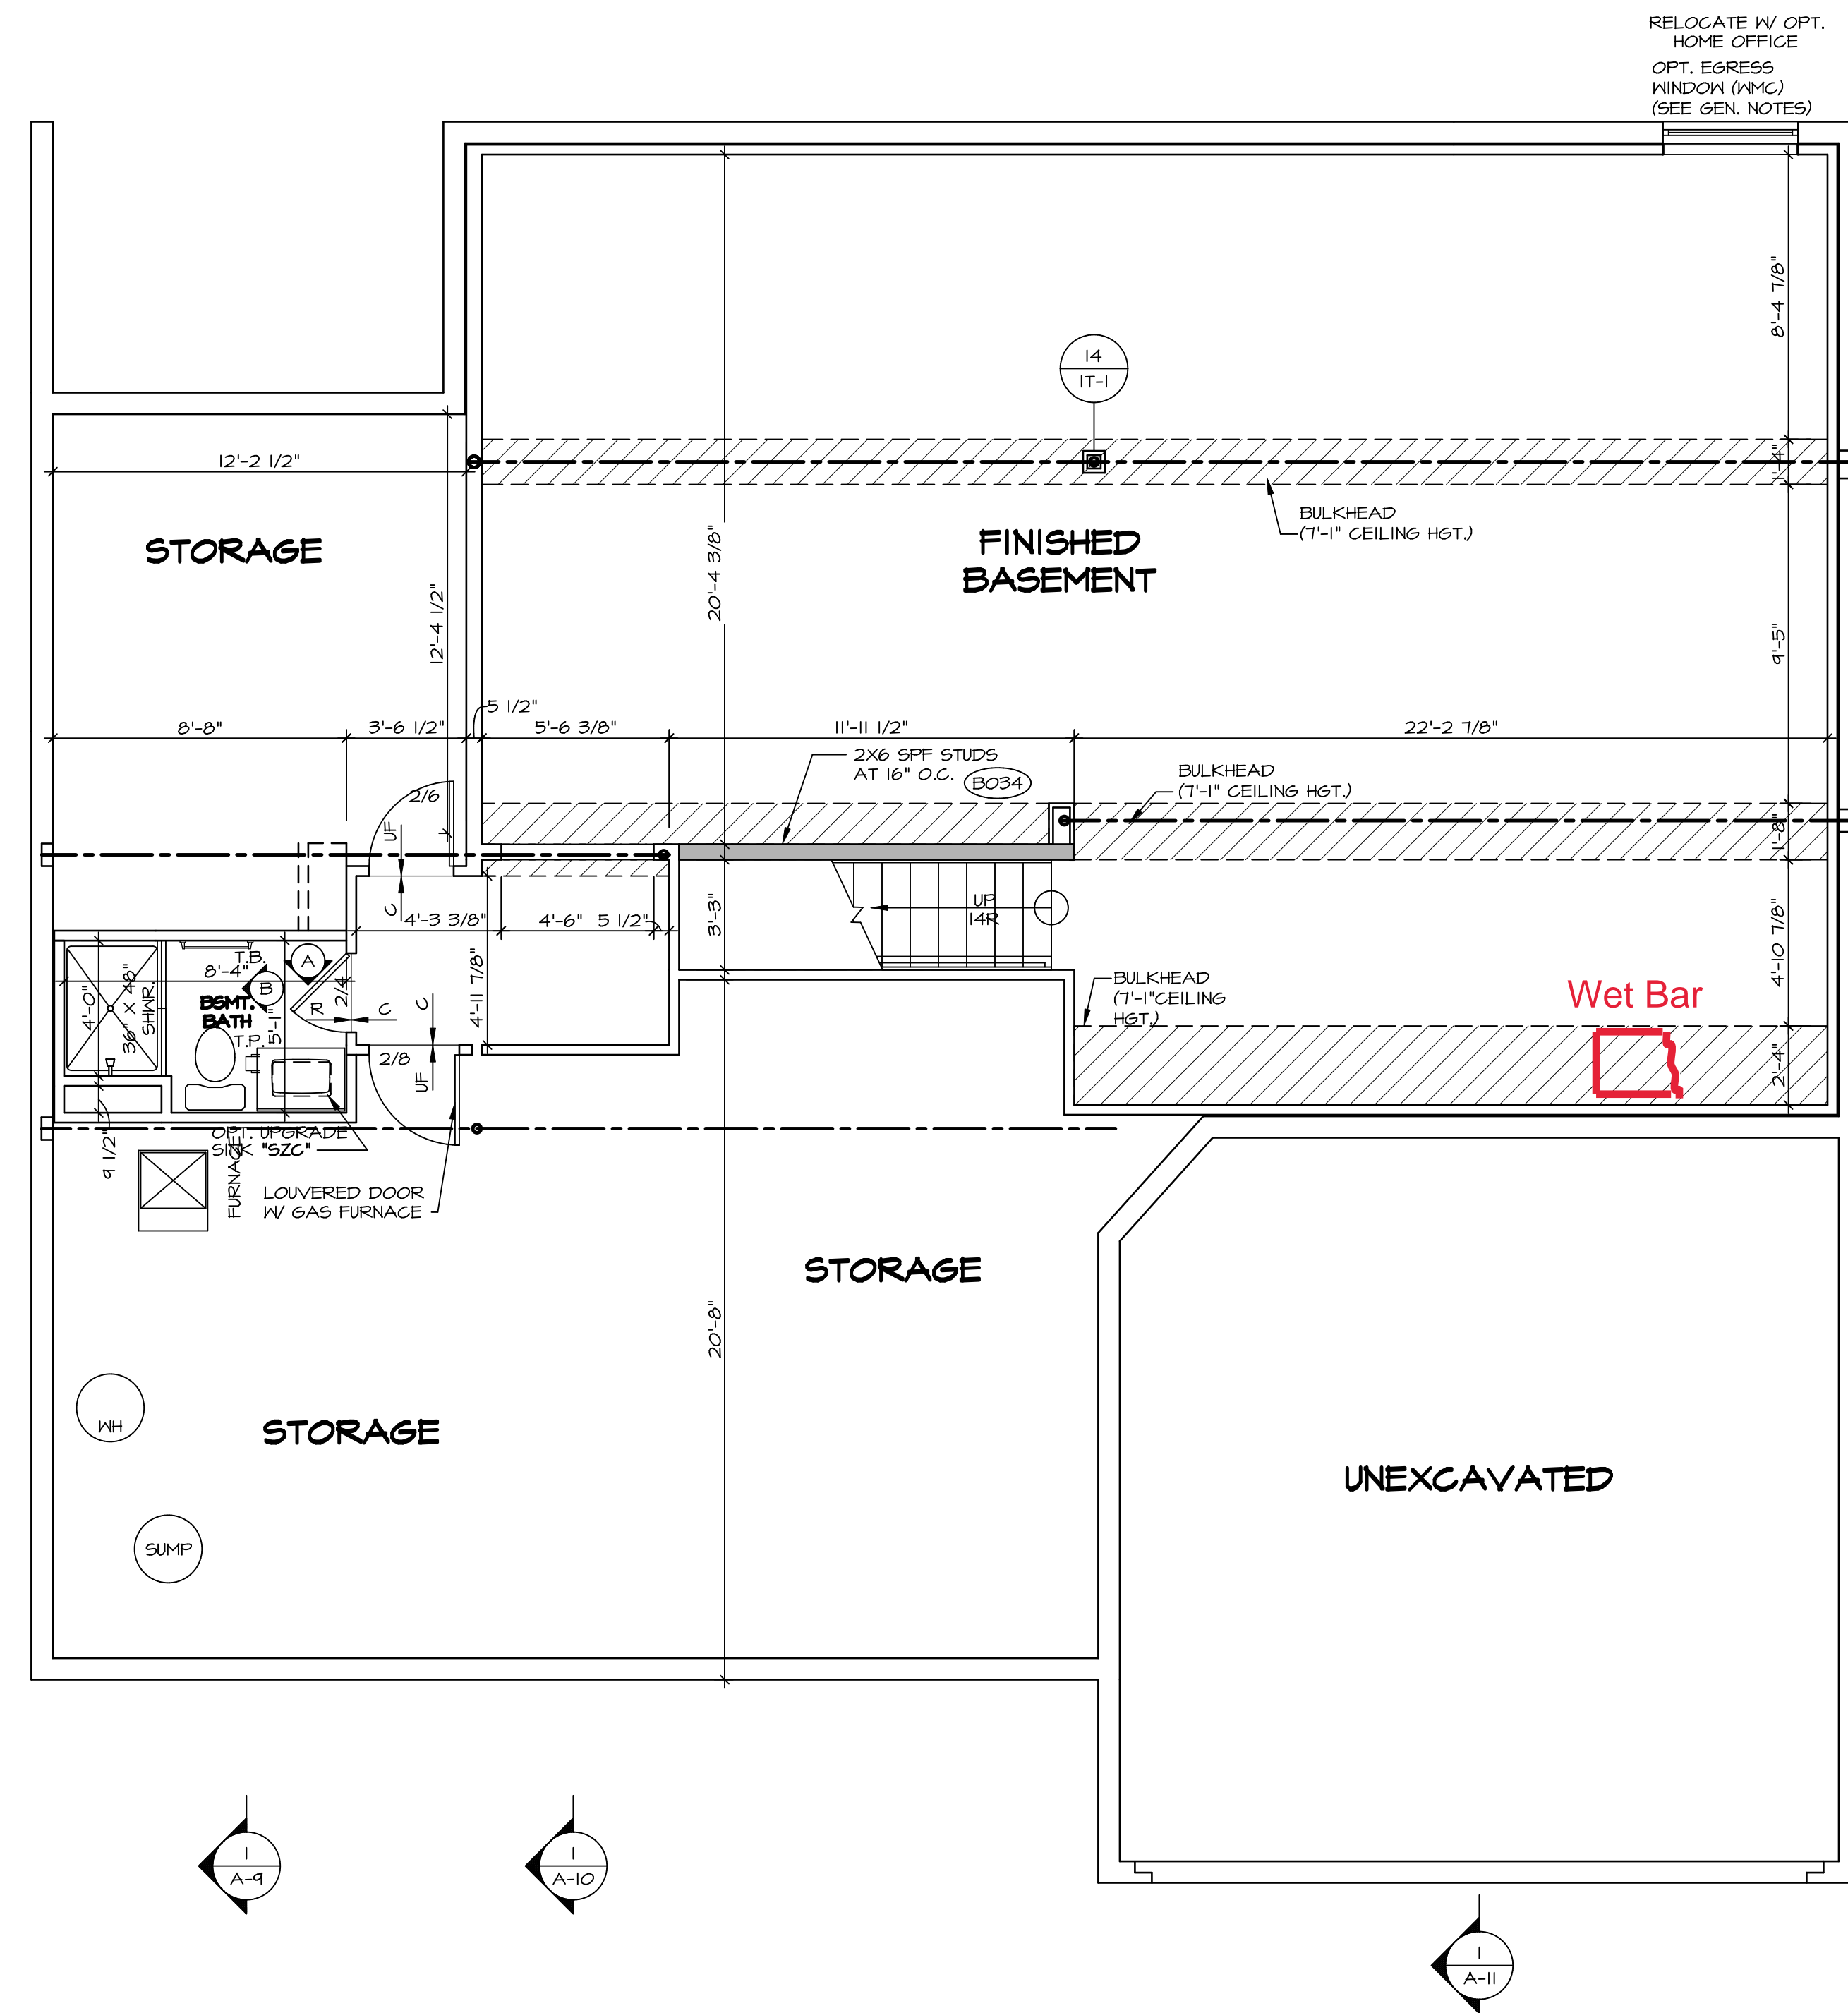 RELOCATE W/ OPT.
HOME OFFICE
OPT. EGRESS
WINDOW (WMC)
(SEE GEN. NOTES)
8'-4 7/8"
14
1T-1
12'-2 1/2"
1'-4"
STORAGE
BULKHEAD
(7'-1" CEILING HGT.)
FINISHED
BASEMENT
20'-4 3/8"
12'-4 1/2"
9'-5"
5 1/2"
8'-8"
3'-6 1/2"
5'-6 3/8"
11'-11 1/2"
22'-2 7/8"
2X6 SPF STUDS
AT 16" O.C.
B034
BULKHEAD
(7'-1" CEILING HGT.)
2/6
UF
1'-8"
C
4'-3 3/8"
4'-6"
5 1/2"
3'-3"
UP
14R
4'-10 7/8"
T.B.
A
8'-4"
B
4'-0"
36" X 48"
SHWR.
BSMT.
BATH
2/4
R
C
C
4'-11 7/8"
T.P.
5'-1"
2/8
UF
BULKHEAD
(7'-1"CEILING
HGT.)
Wet Bar
2'-4"
9 1/2"
OPT. UPGRADE
SINK "SZC"
FURNACE
LOUVERED DOOR
W/ GAS FURNACE
STORAGE
20'-8"
WH
STORAGE
UNEXCAVATED
SUMP
1
A-9
1
A-10
1
A-11